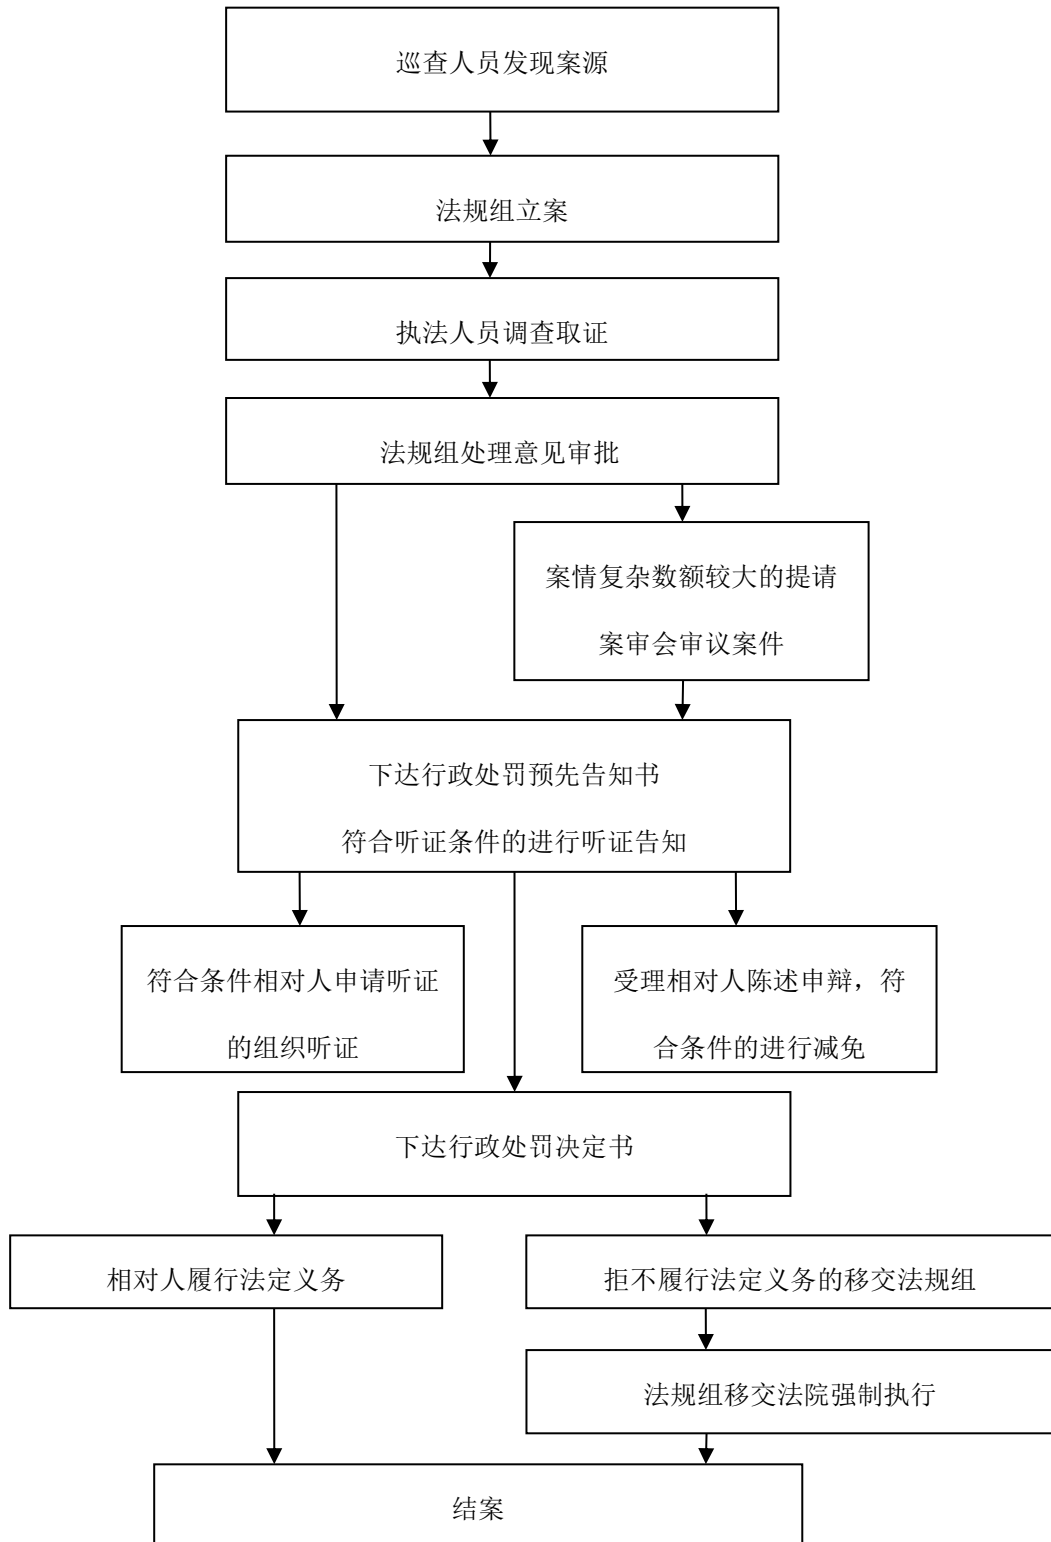 巡查人员发现案源
法规组立案
执法人员调查取证
法规组处理意见审批
案情复杂数额较大的提请
案审会审议案件
下达行政处罚预先告知书
符合听证条件的进行听证告知
符合条件相对人申请听证
的组织听证
受理相对人陈述申辩，符
合条件的进行减免
下达行政处罚决定书
相对人履行法定义务
拒不履行法定义务的移交法规组
法规组移交法院强制执行
结案